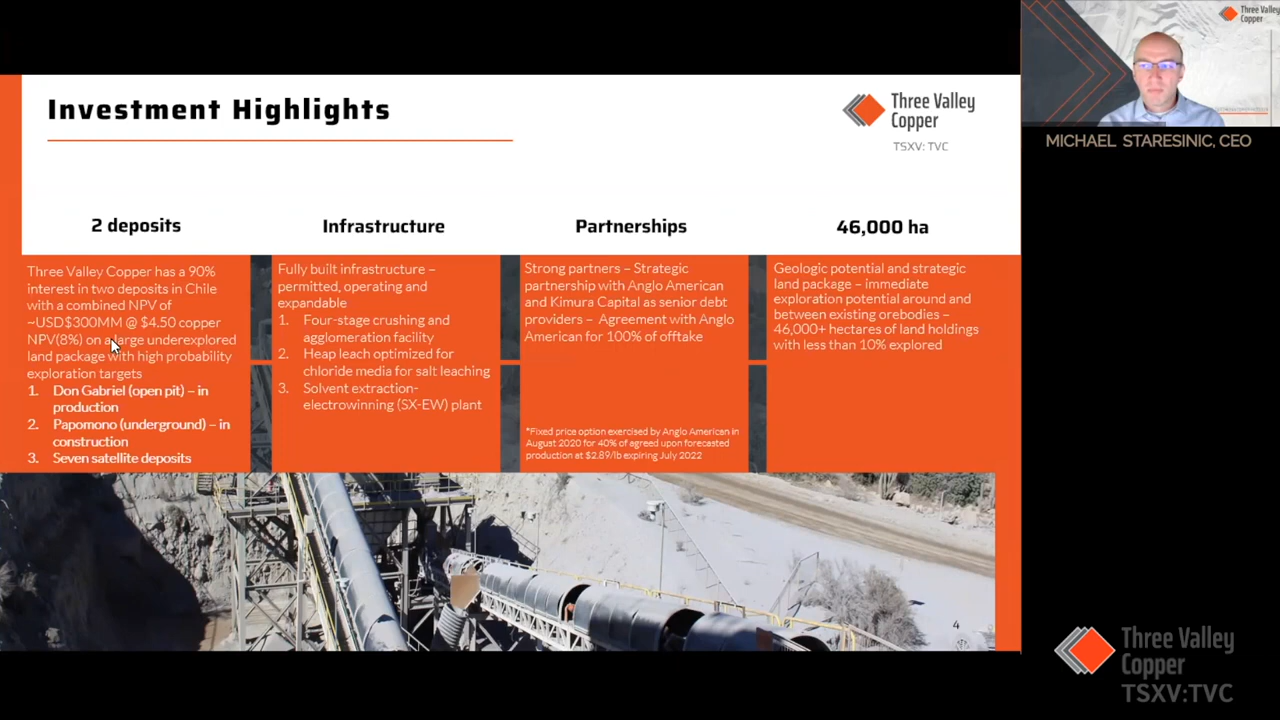 Investment Highlights
Three Valley
Copper
TSXV: TVC
2 deposits
Three Valley Copper has a 90%
interest in two deposits in Chile
with a combined NPV of
~USD$300MM @ $4.50 copper
NPV(8%) on a large underexplored
land package with high probability
exploration targets
1. Don Gabriel (open pit) – in
production
2. Papomono (underground) – in
construction
3. Seven satellite deposits
Infrastructure
Fully built infrastructure –
permitted, operating and
expandable
1. Four-stage crushing and
agglomeration facility
2. Heap leach optimized for
chloride media for salt leaching
3. Solvent extraction-
electrowinning (SX-EW) plant
Partnerships
Strong partners – Strategic
partnership with Anglo American
and Kimura Capital as senior debt
providers – Agreement with Anglo
American for 100% of offtake
*Fixed price option exercised by Anglo American in
August 2020 for 40% of agreed upon forecasted
production at $2.89/lb expiring July 2022
46,000 ha
Geologic potential and strategic
land package – immediate
exploration potential around and
between existing orebodies –
46,000+ hectares of land holdings
with less than 10% explored
4
Three Valley
Copper
MICHAEL STARESINIC, CEO
Three Valley
Copper
TSXV:TVC